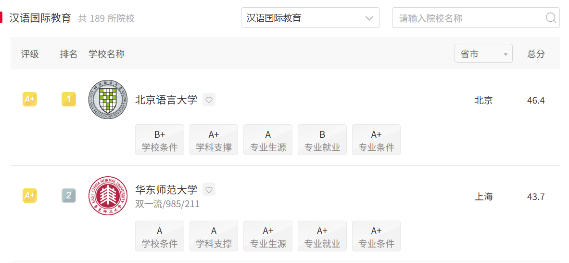 汉语国际教育 共 189 所院校 汉语国际教育 请输入院校名称
评级 排名 学校名称 省市 总分
A+ 1 北京语言大学 北京 46.4
B+ A+ A B A+
学校条件 学科支撑 专业生源 专业就业 专业条件
A+ 2 华东师范大学 上海 43.7
双一流/985/211
A A A+ A+ A+
学校条件 学科支撑 专业生源 专业就业 专业条件